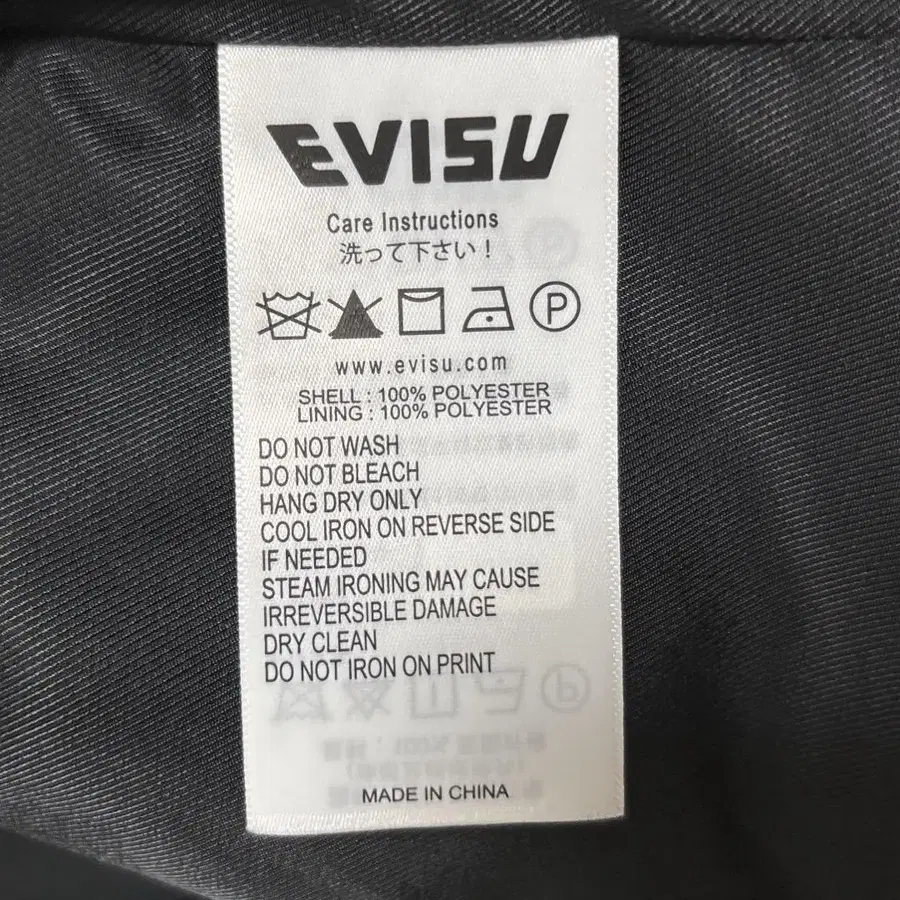 EVISU
Care Instructions
洗って下さい！
P
www.evisu.com
SHELL : 100% POLYESTER
LINING : 100% POLYESTER
DO NOT WASH
DO NOT BLEACH
HANG DRY ONLY
COOL IRON ON REVERSE SIDE
IF NEEDED
STEAM IRONING MAY CAUSE
IRREVERSIBLE DAMAGE
DRY CLEAN
DO NOT IRON ON PRINT
MADE IN CHINA